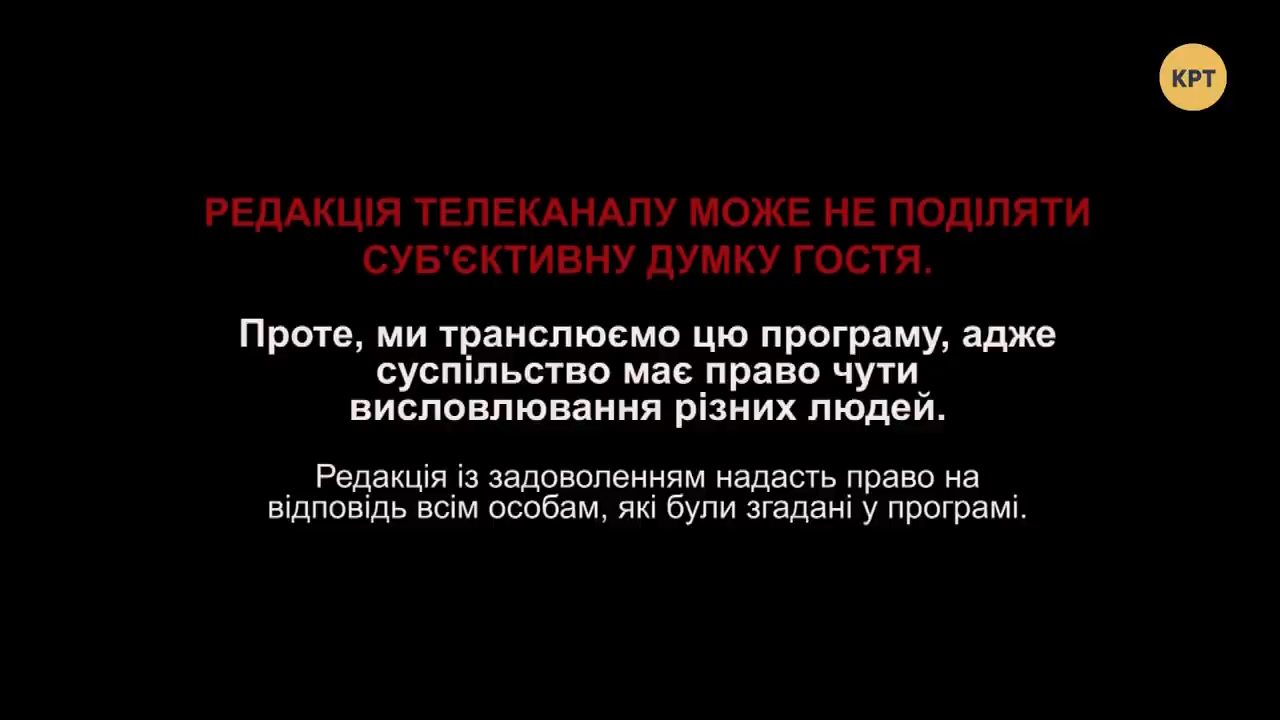 КРТ
РЕДАКЦІЯ ТЕЛЕКАНАЛУ МОЖЕ НЕ ПОДІЛЯТИ
СУБ'ЄКТИВНУ ДУМКУ ГОСТЯ.
Проте, ми транслюємо цю програму, адже
суспільство має право чути
висловлювання різних людей.
Редакція із задоволенням надасть право на
відповідь всім особам, які були згадані у програмі.